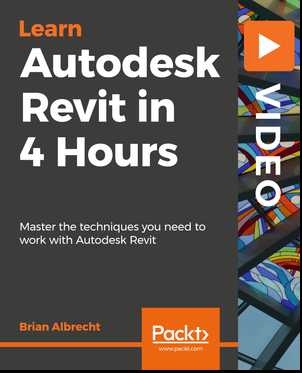 Learn
Autodesk
Revit in
4 Hours
VIDEO
Master the techniques you need to
work with Autodesk Revit
Brian Albrecht
Packt>
www.packt.com